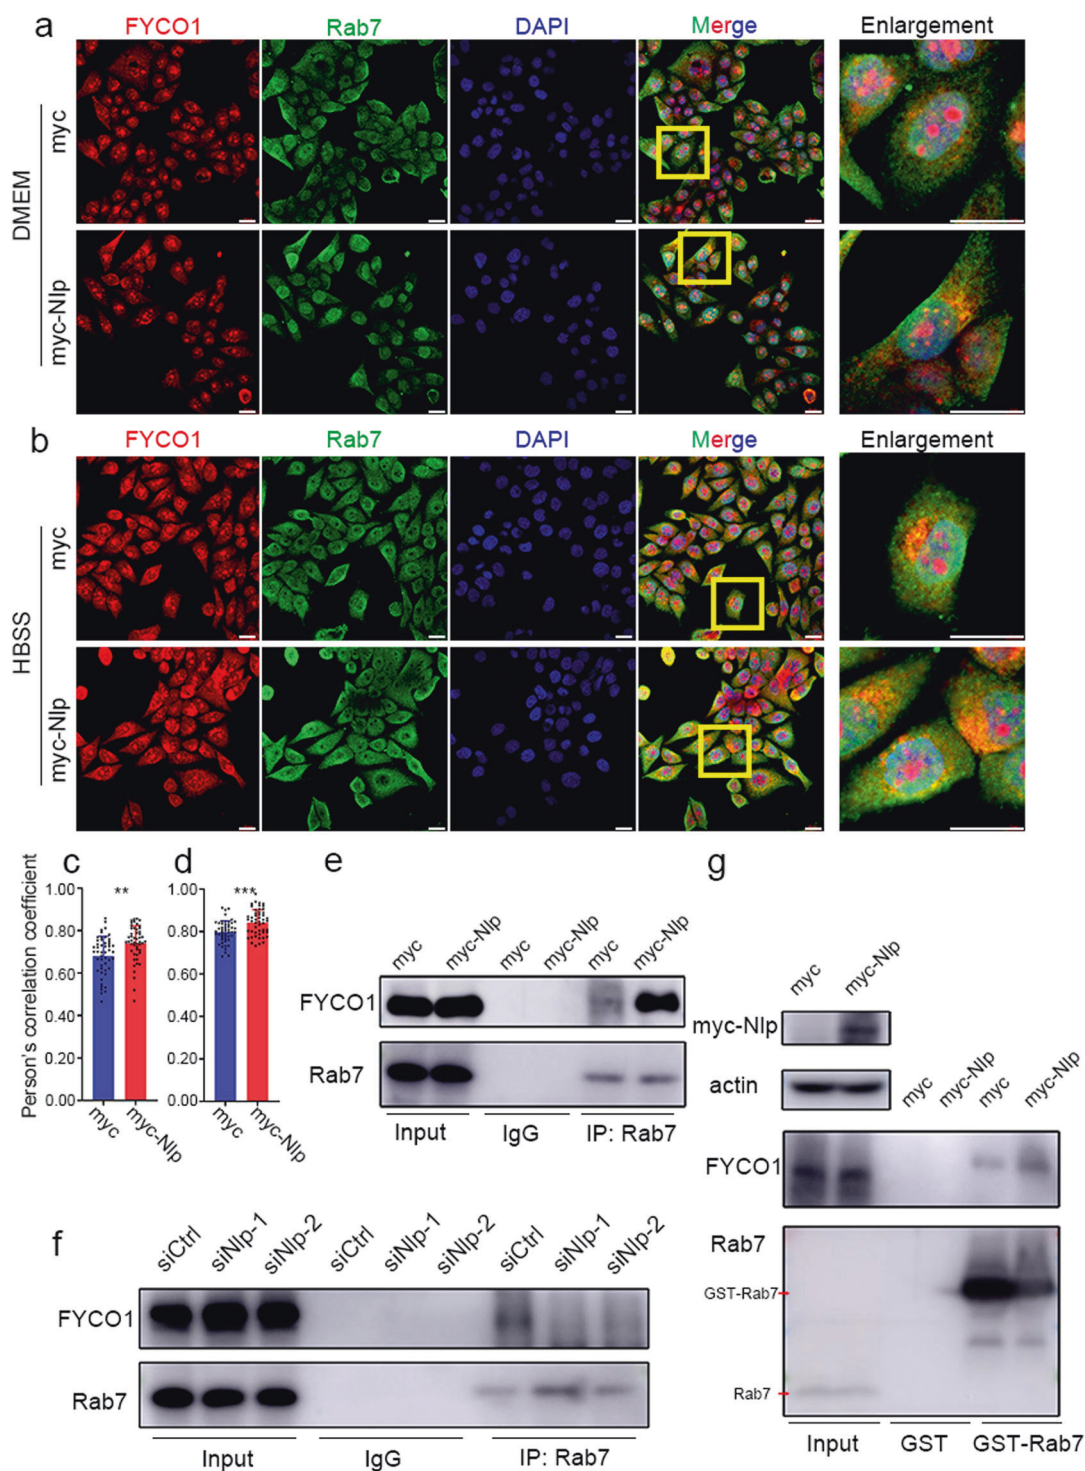 a
FYCO1 Rab7 DAPI Merge Enlargement
DMEM
myc
myc-Nlp
b
FYCO1 Rab7 DAPI Merge Enlargement
HBSS
myc
myc-Nlp
c
Person's correlation coefficient
1.00
0.80
0.60
0.40
0.20
0.00
**
myc myc-Nlp
d
1.00
0.80
0.60
0.40
0.20
0.00
***
myc myc-Nlp
e
myc myc-Nlp myc myc-Nlp myc myc-Nlp
FYCO1
Rab7
Input IgG IP: Rab7
f
siCtrl siNlp-1 siNlp-2 siCtrl siNlp-1 siNlp-2 siCtrl siNlp-1 siNlp-2
FYCO1
Rab7
Input IgG IP: Rab7
g
myc myc-Nlp
myc-Nlp
actin
myc myc-Nlp myc myc-Nlp
FYCO1
Rab7
GST-Rab7
Rab7
Input GST GST-Rab7